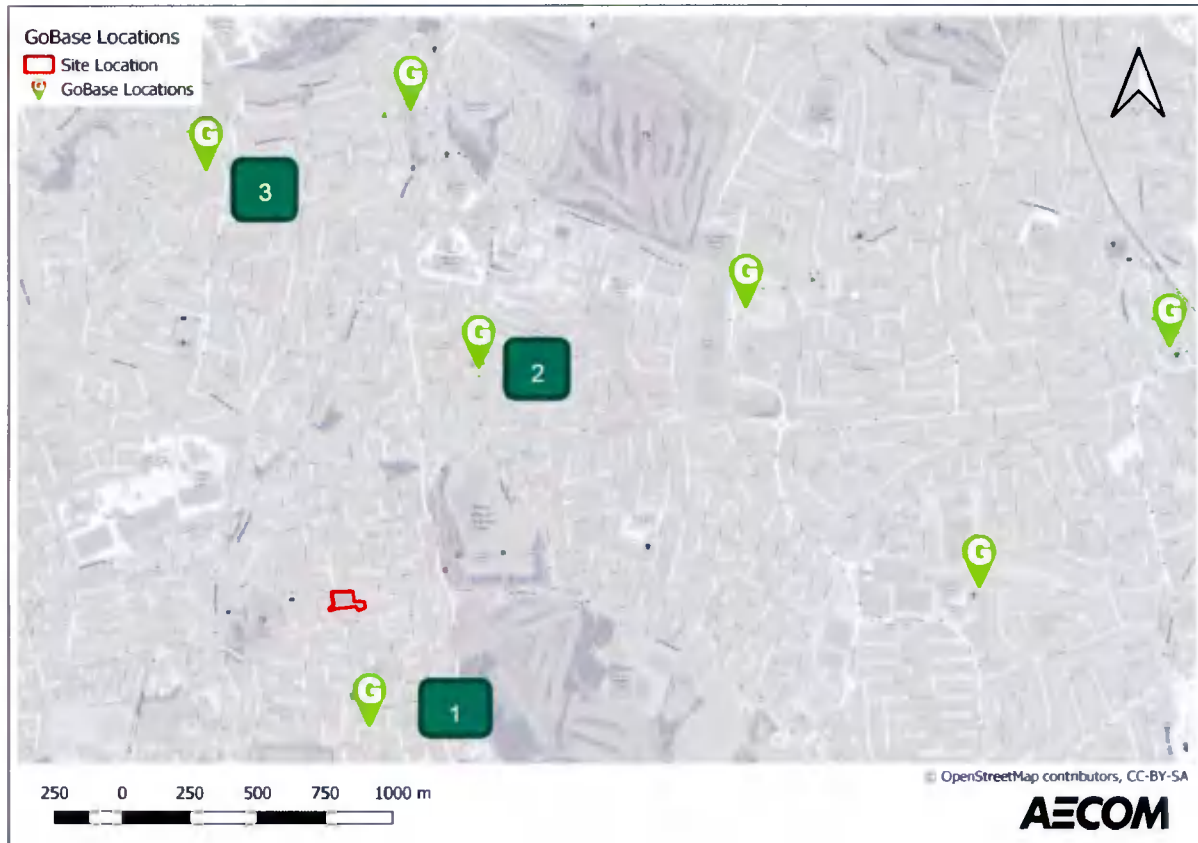 GoBase Locations
Site Location
G GoBase Locations
G
G
3
G
G
G
2
G
G
1
© OpenStreetMap contributors, CC-BY-SA
250 0 250 500 750 1000 m
AECOM